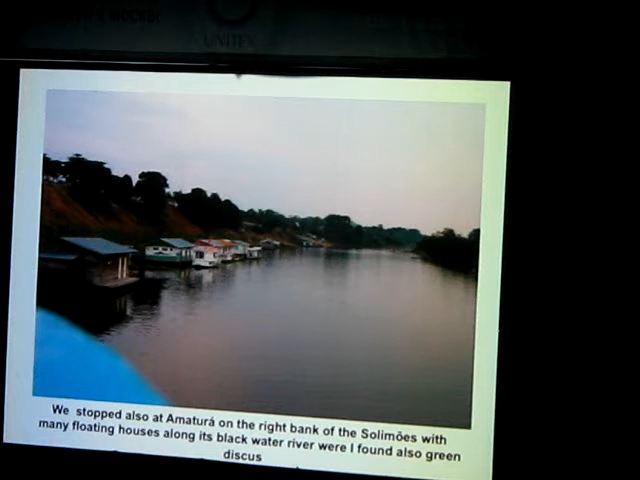 UNITEX
We stopped also at Amaturá on the right bank of the Solimões with
many floating houses along its black water river were I found also green
discus